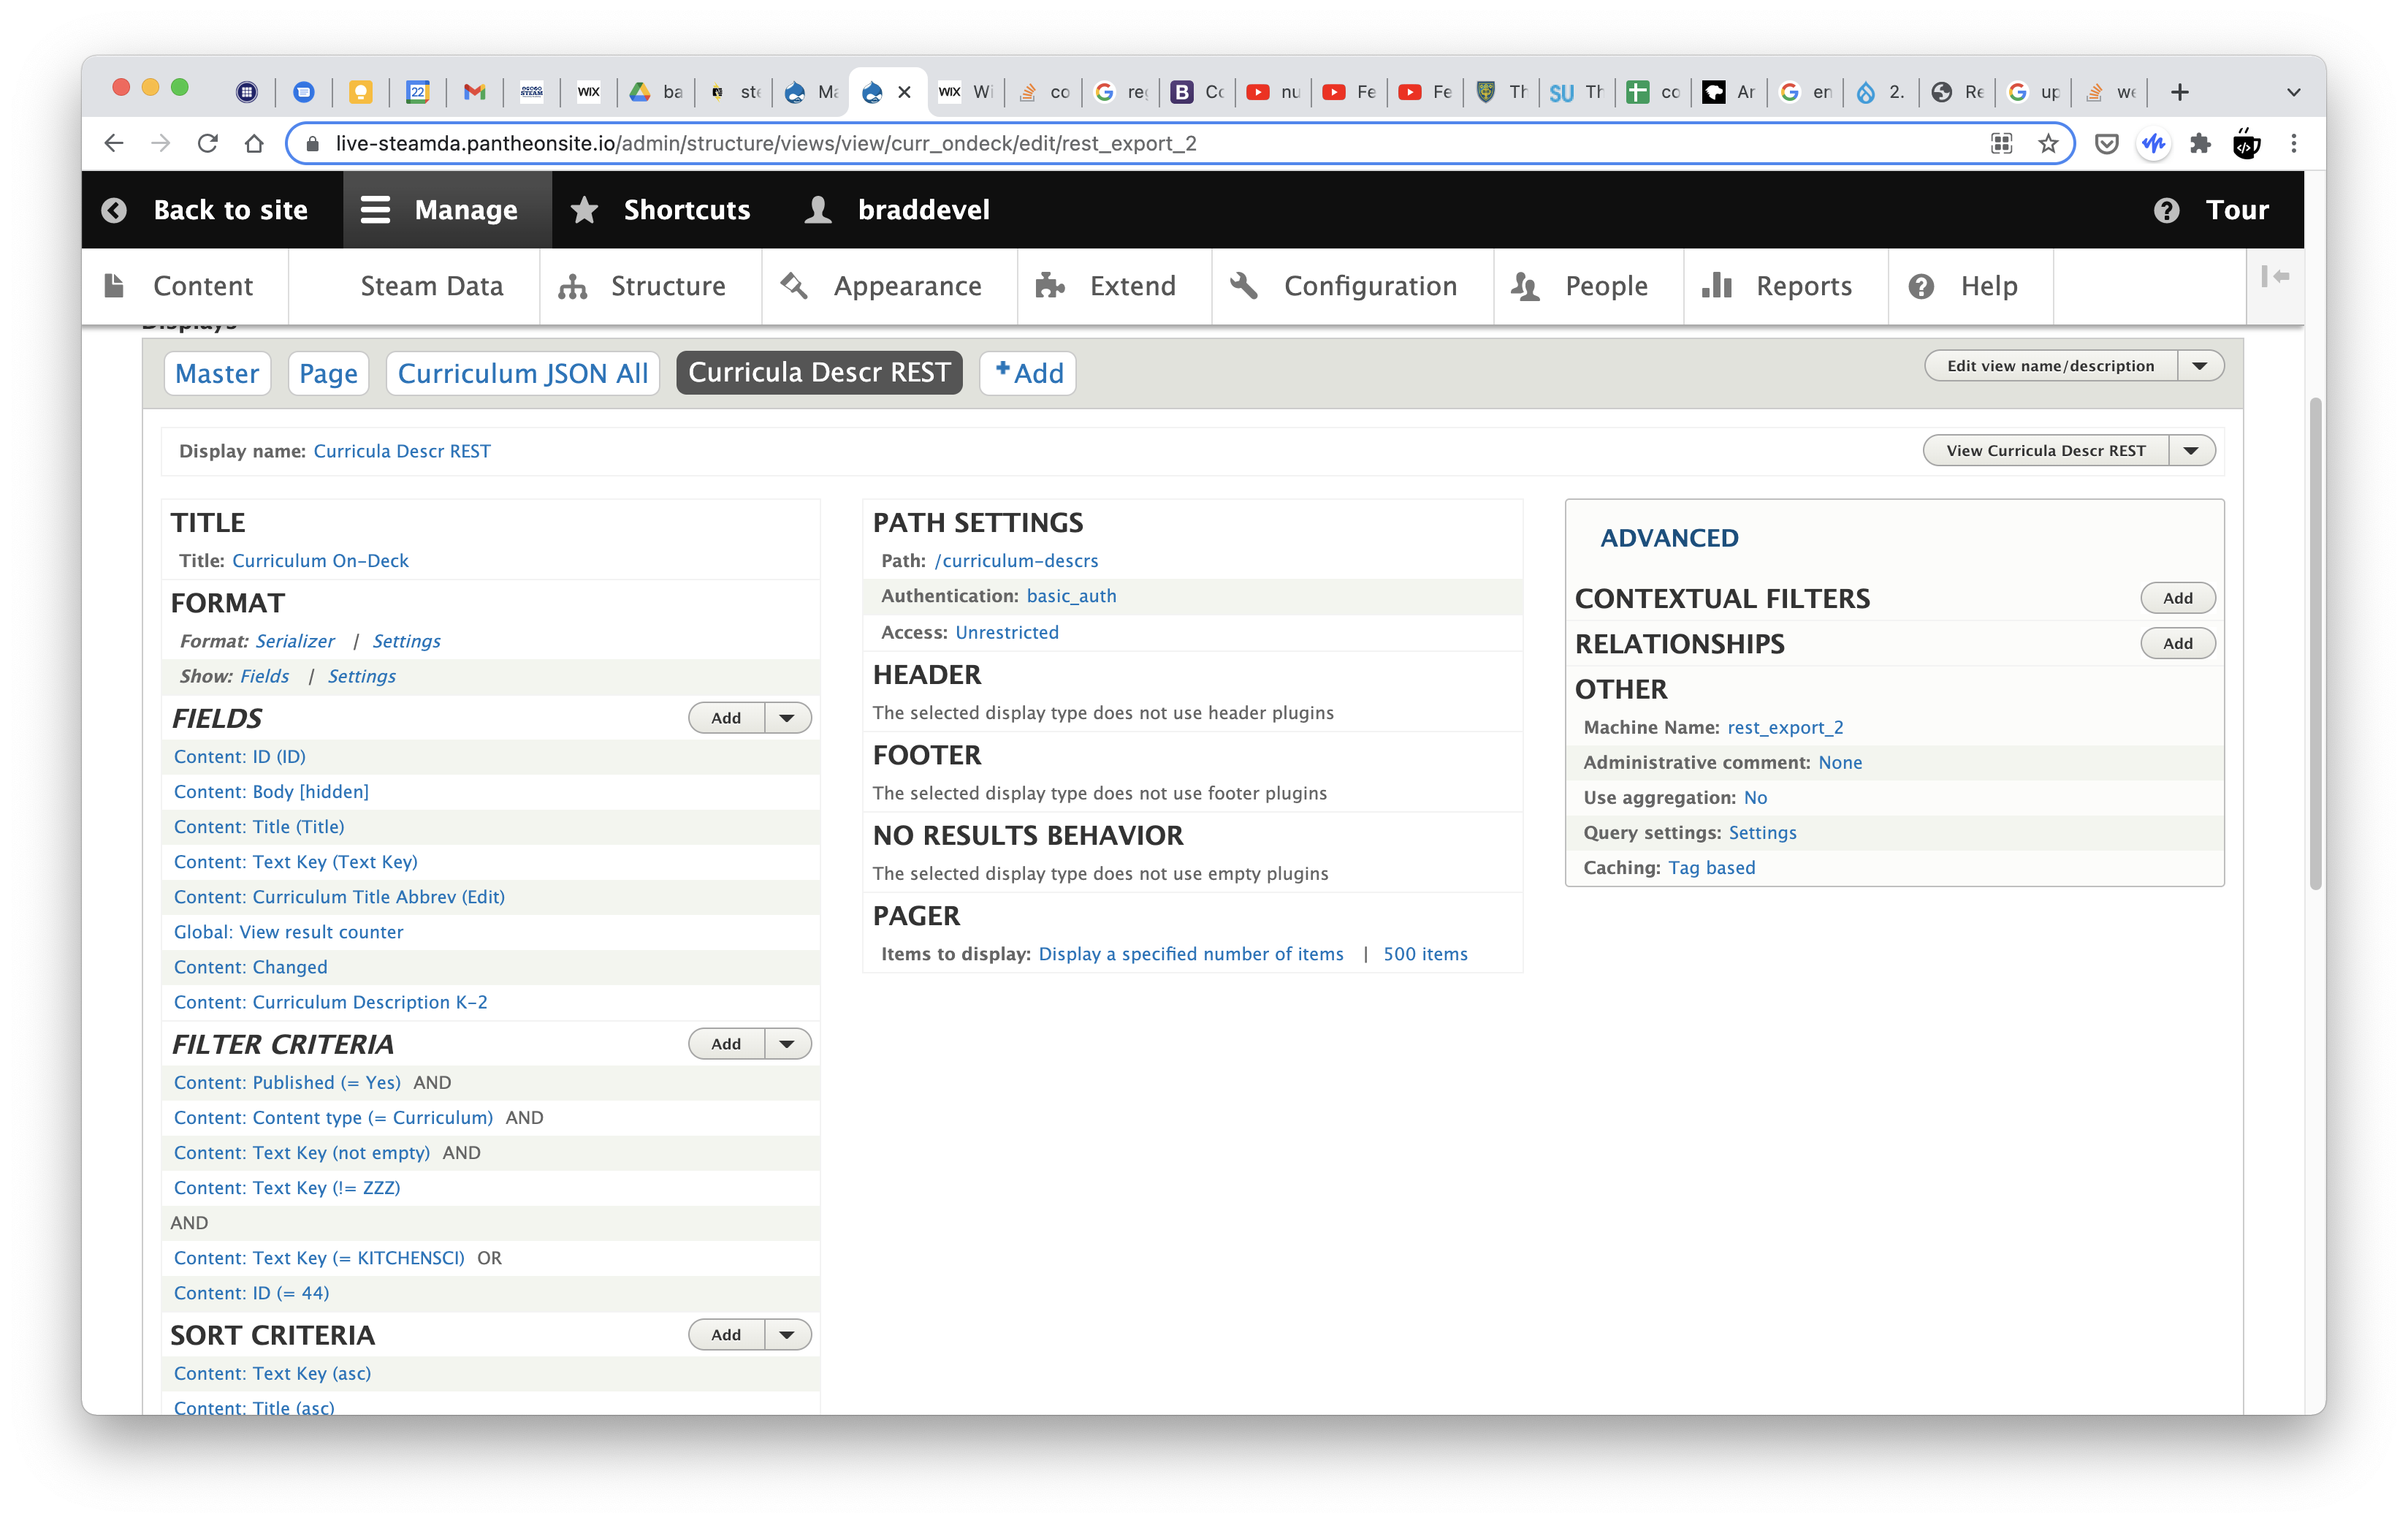 22
OCOSO STEAM
WIX
ba
ste
Ma
WIX Wi
co
re
B Co
nu
Fe
Fe
Th
SU Th
co
Ar
en
2.
Re
up
we
live-steamda.pantheonsite.io/admin/structure/views/view/curr_ondeck/edit/rest_export_2
Back to site Manage Shortcuts braddevel Tour
Content Steam Data Structure Appearance Extend Configuration People Reports Help
Displays
Master Page Curriculum JSON All Curricula Descr REST +Add Edit view name/description
Display name: Curricula Descr REST View Curricula Descr REST
TITLE
Title: Curriculum On-Deck
FORMAT
Format: Serializer | Settings
Show: Fields | Settings
FIELDS Add
Content: ID (ID)
Content: Body [hidden]
Content: Title (Title)
Content: Text Key (Text Key)
Content: Curriculum Title Abbrev (Edit)
Global: View result counter
Content: Changed
Content: Curriculum Description K-2
FILTER CRITERIA Add
Content: Published (= Yes) AND
Content: Content type (= Curriculum) AND
Content: Text Key (not empty) AND
Content: Text Key (!= ZZZ)
AND
Content: Text Key (= KITCHENSCI) OR
Content: ID (= 44)
SORT CRITERIA Add
Content: Text Key (asc)
Content: Title (asc)
PATH SETTINGS
Path: /curriculum-descrs
Authentication: basic_auth
Access: Unrestricted
HEADER
The selected display type does not use header plugins
FOOTER
The selected display type does not use footer plugins
NO RESULTS BEHAVIOR
The selected display type does not use empty plugins
PAGER
Items to display: Display a specified number of items | 500 items
ADVANCED
CONTEXTUAL FILTERS Add
RELATIONSHIPS Add
OTHER
Machine Name: rest_export_2
Administrative comment: None
Use aggregation: No
Query settings: Settings
Caching: Tag based